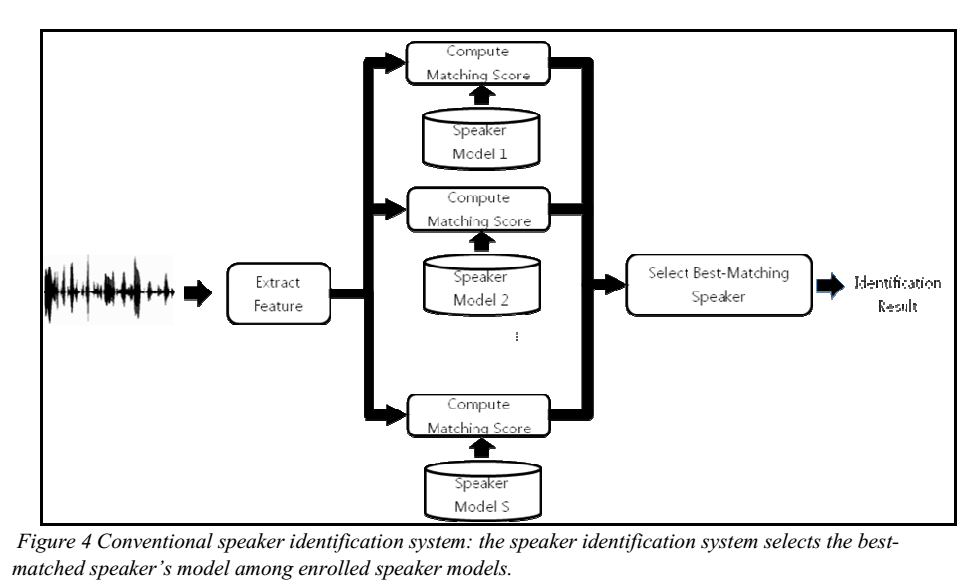 Compute
Matching Score
Speaker
Model 1
Compute
Matching Score
Speaker
Model 2
⋮
Extract
Feature
Select Best-Matching
Speaker
Identification
Result
Compute
Matching Score
Speaker
Model S
Figure 4 Conventional speaker identification system: the speaker identification system selects the best-
matched speaker's model among enrolled speaker models.